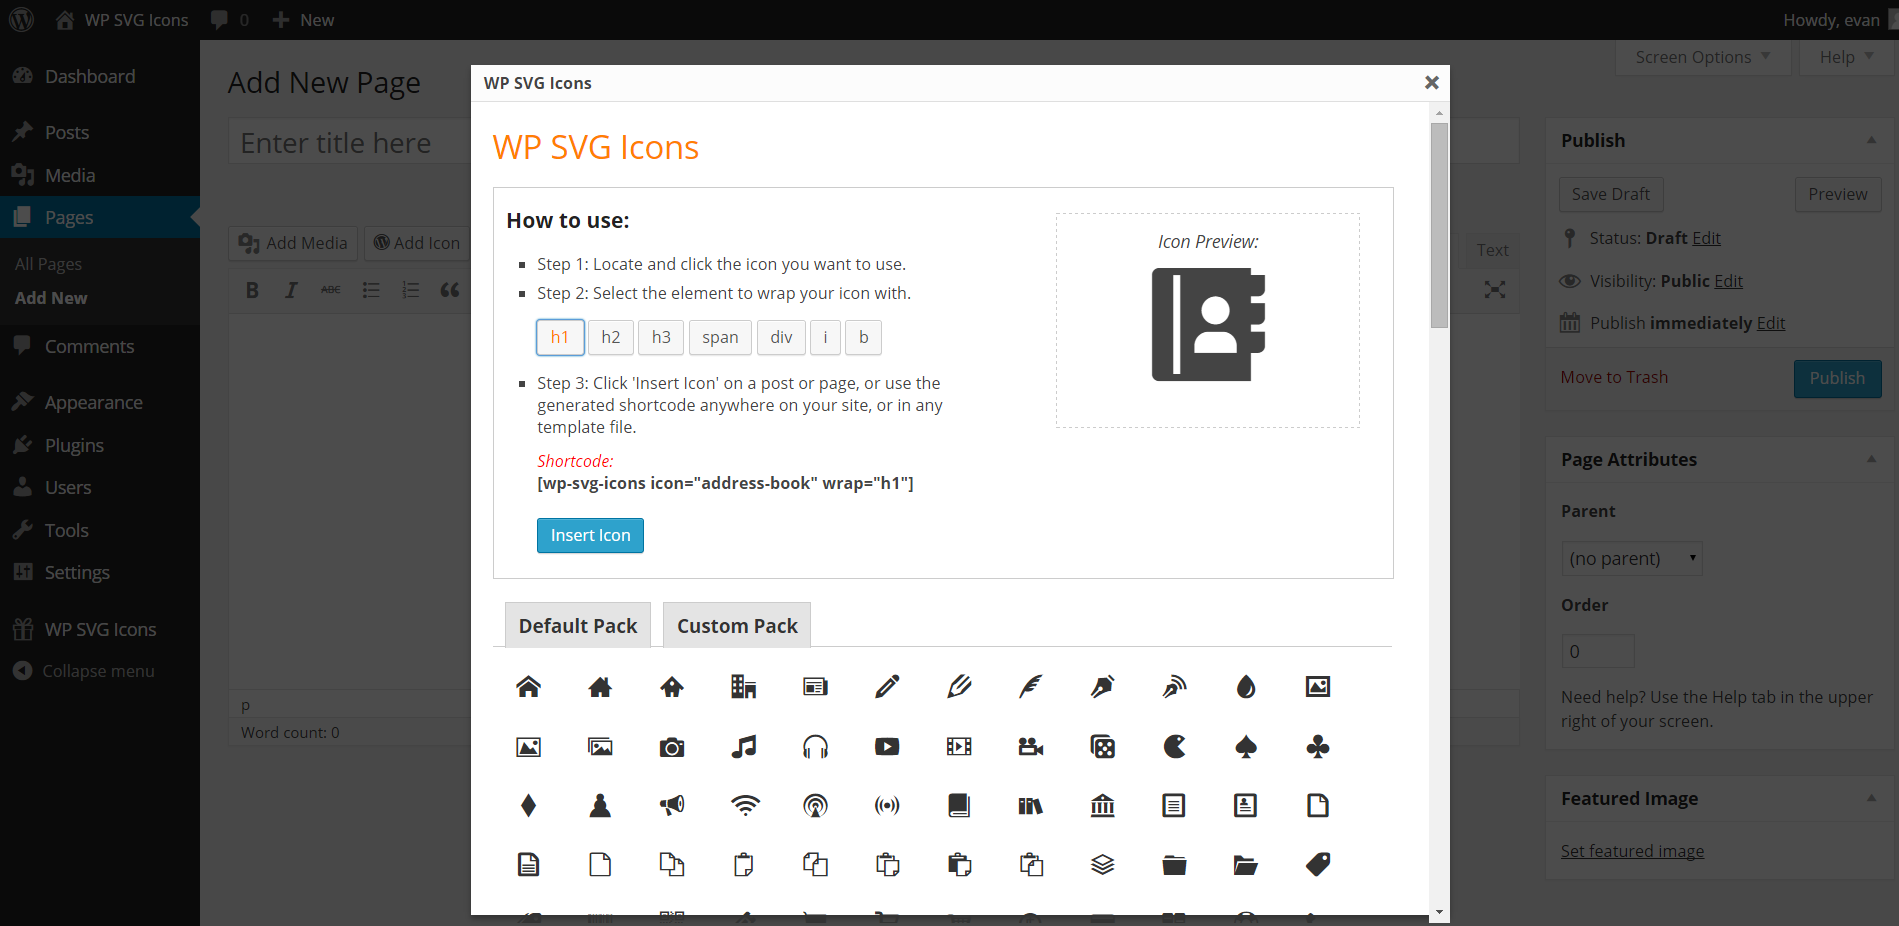 WP SVG Icons
0
New
Howdy, evan
Dashboard
Posts
Media
Pages
All Pages
Add New
Comments
Appearance
Plugins
Users
Tools
Settings
WP SVG Icons
Collapse menu
Screen Options
Help
Add New Page
Enter title here
Add Media
Add Icon
Text
B
I
ABC
p
Word count: 0
WP SVG Icons
WP SVG Icons
How to use:
Step 1: Locate and click the icon you want to use.
Step 2: Select the element to wrap your icon with.
h1
h2
h3
span
div
i
b
Step 3: Click 'Insert Icon' on a post or page, or use the
generated shortcode anywhere on your site, or in any
template file.
Shortcode:
[wp-svg-icons icon="address-book" wrap="h1"]
Insert Icon
Icon Preview:
Default Pack
Custom Pack
Publish
Save Draft
Preview
Status: Draft Edit
Visibility: Public Edit
Publish immediately Edit
Move to Trash
Publish
Page Attributes
Parent
(no parent)
Order
0
Need help? Use the Help tab in the upper
right of your screen.
Featured Image
Set featured image